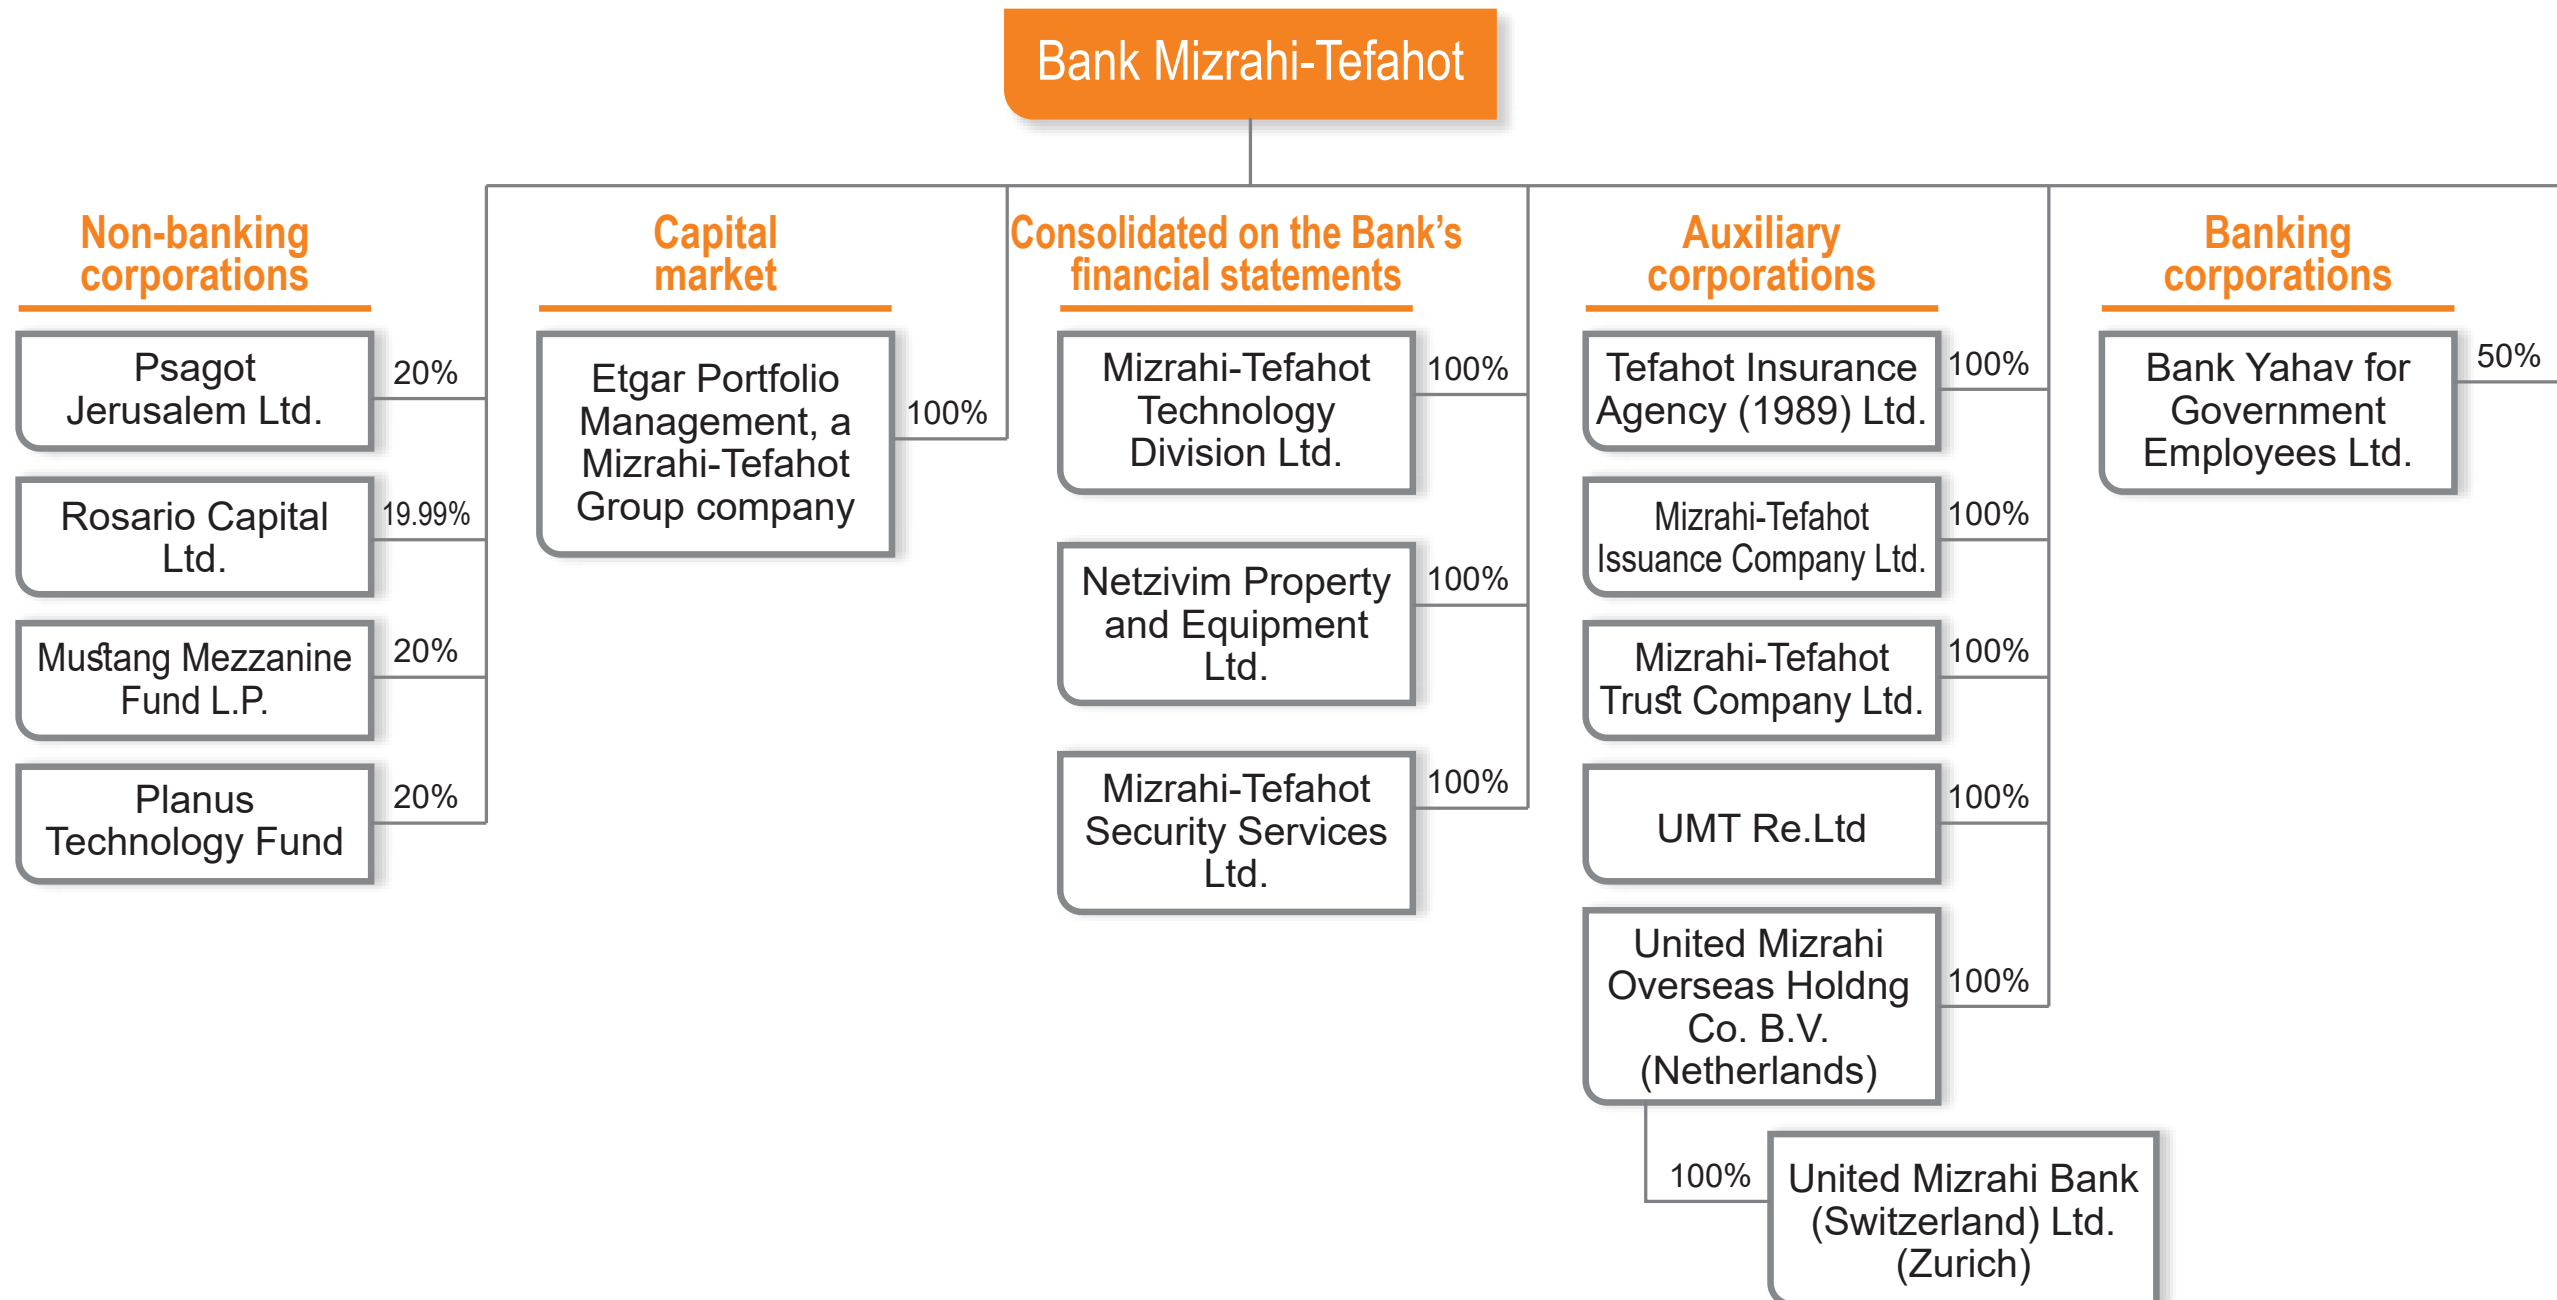 Bank Mizrahi-Tefahot
Non-banking
corporations
Psagot
Jerusalem Ltd.
20%
Rosario Capital
Ltd.
19.99%
Mustang Mezzanine
Fund L.P.
20%
Planus
Technology Fund
20%
Capital
market
Etgar Portfolio
Management, a
Mizrahi-Tefahot
Group company
100%
Consolidated on the Bank’s
financial statements
Mizrahi-Tefahot
Technology
Division Ltd.
100%
Netzivim Property
and Equipment
Ltd.
100%
Mizrahi-Tefahot
Security Services
Ltd.
100%
Auxiliary
corporations
Tefahot Insurance
Agency (1989) Ltd.
100%
Mizrahi-Tefahot
Issuance Company Ltd.
100%
Mizrahi-Tefahot
Trust Company Ltd.
100%
UMT Re.Ltd
100%
United Mizrahi
Overseas Holdng
Co. B.V.
(Netherlands)
100%
100%
United Mizrahi Bank
(Switzerland) Ltd.
(Zurich)
Banking
corporations
Bank Yahav for
Government
Employees Ltd.
50%